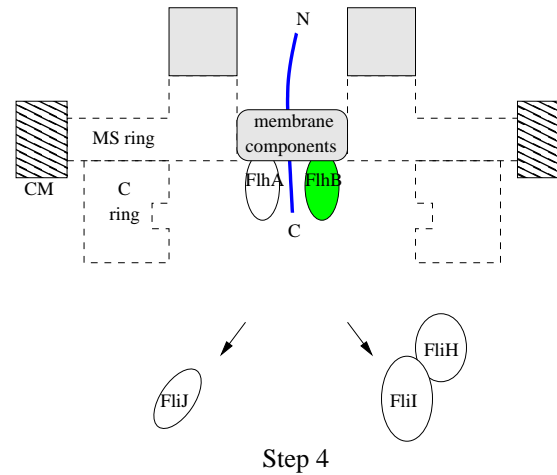 N
membrane
components
MS ring
CM
FlhA
FlhB
C
ring
C
FliH
FliJ
FliI
Step 4